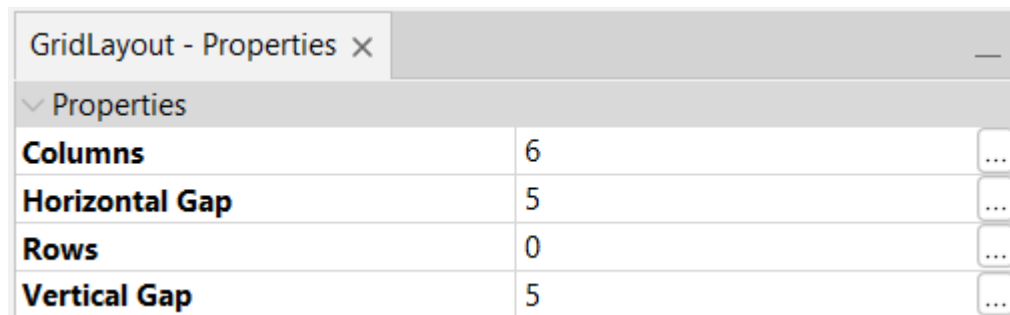 GridLayout - Properties ×
Properties
Columns 6 ...
Horizontal Gap 5 ...
Rows 0 ...
Vertical Gap 5 ...